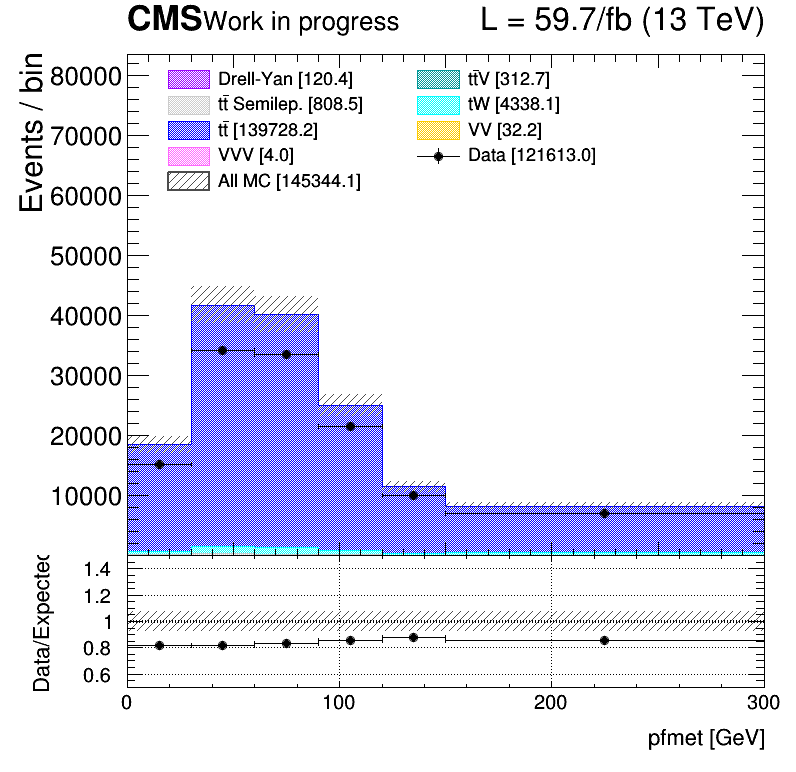 CMS Work in progress L = 59.7/fb (13 TeV)
Events / bin
80000
70000
60000
50000
40000
30000
20000
10000
Drell-Yan [120.4]
tt̄ Semilep. [808.5]
tt̄ [139728.2]
VVV [4.0]
All MC [145344.1]
tt̄V [312.7]
tW [4338.1]
VV [32.2]
Data [121613.0]
Data/Expected
1.4
1.2
1
0.8
0.6
0 100 200 300
pfmet [GeV]